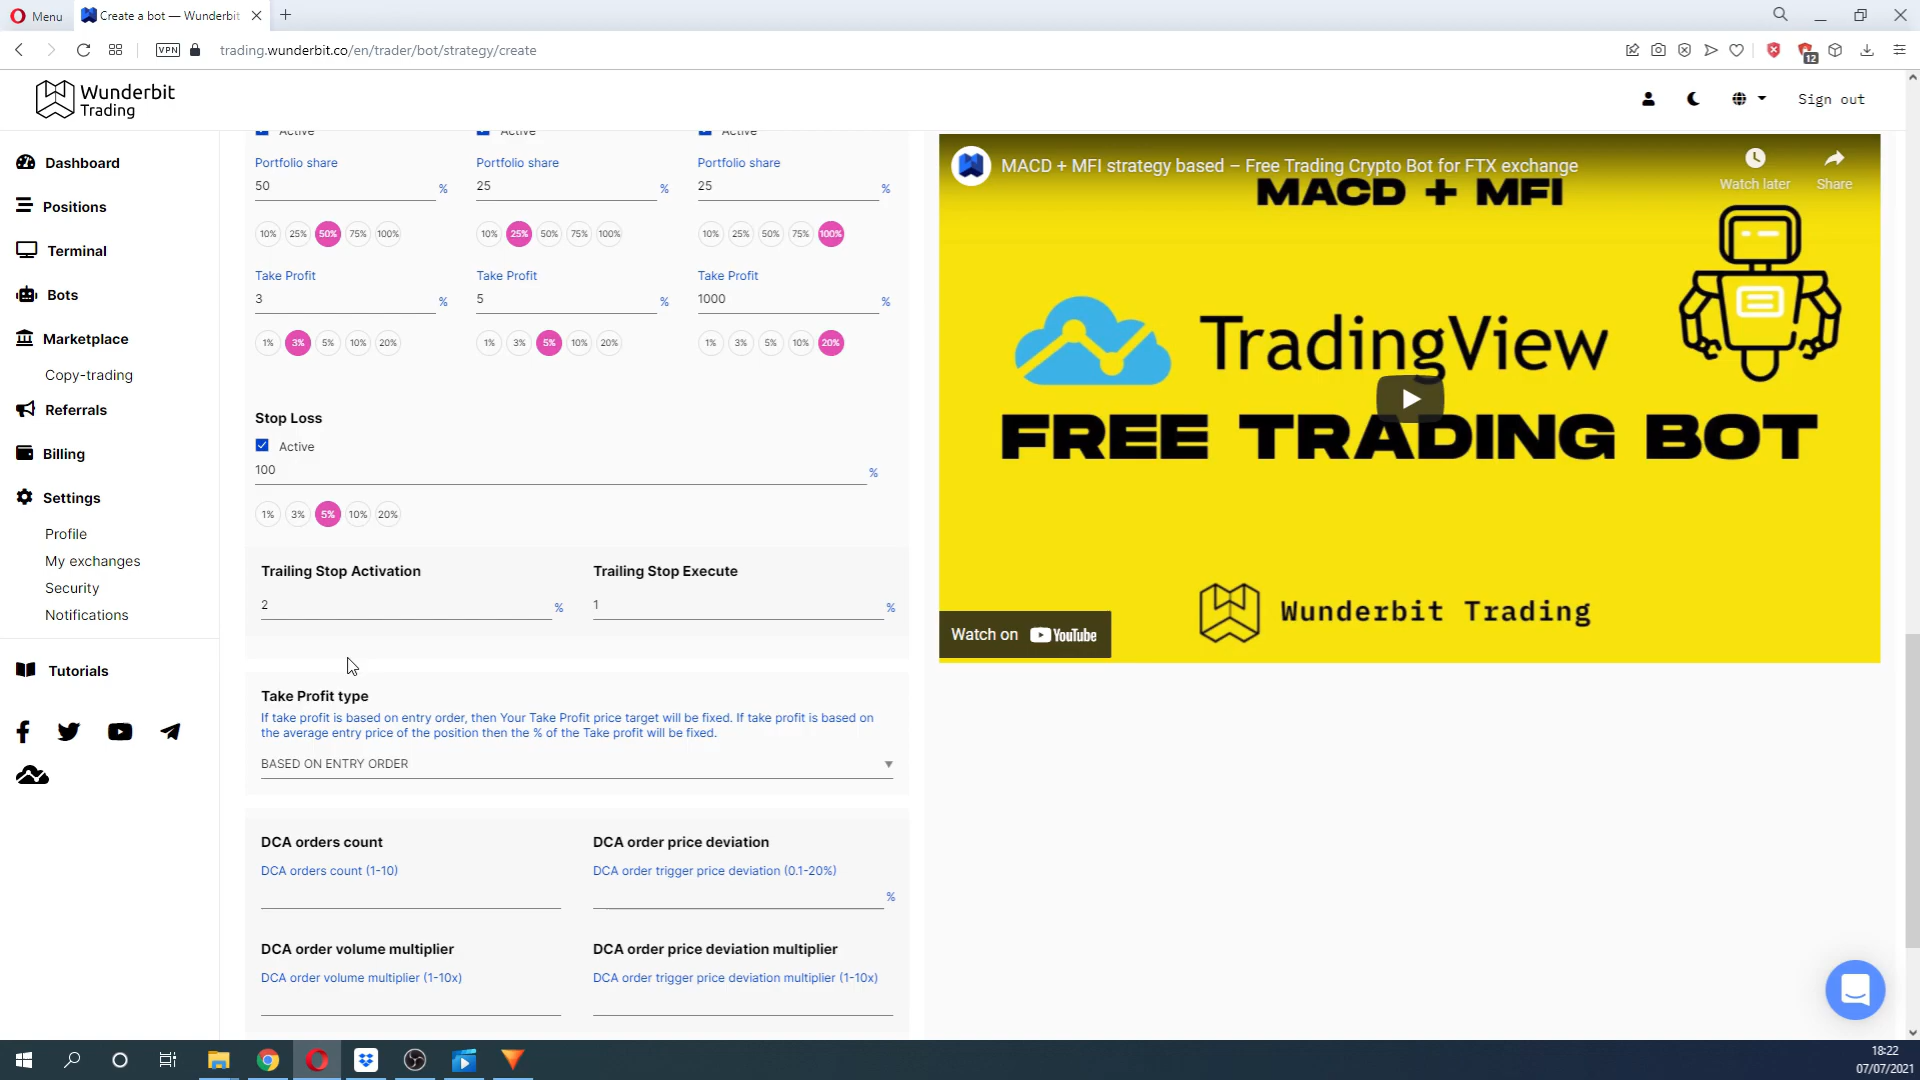 Menu
Create a bot — Wunderbit
VPN
trading.wunderbit.co/en/trader/bot/strategy/create
12
Wunderbit
Trading
Sign out
Dashboard
Positions
Terminal
Bots
Marketplace
Copy-trading
Referrals
Billing
Settings
Profile
My exchanges
Security
Notifications
Tutorials
Active
Active
Active
Portfolio share
Portfolio share
Portfolio share
50 %
25 %
25 %
10% 25% 50% 75% 100%
10% 25% 50% 75% 100%
10% 25% 50% 75% 100%
Take Profit
Take Profit
Take Profit
3 %
5 %
1000 %
1% 3% 5% 10% 20%
1% 3% 5% 10% 20%
1% 3% 5% 10% 20%
Stop Loss
Active
100 %
1% 3% 5% 10% 20%
Trailing Stop Activation
Trailing Stop Execute
2 %
1 %
Take Profit type
If take profit is based on entry order, then Your Take Profit price target will be fixed. If take profit is based on
the average entry price of the position then the % of the Take profit will be fixed.
BASED ON ENTRY ORDER
DCA orders count
DCA order price deviation
DCA orders count (1-10)
DCA order trigger price deviation (0.1-20%)
%
DCA order volume multiplier
DCA order price deviation multiplier
DCA order volume multiplier (1-10x)
DCA order trigger price deviation multiplier (1-10x)
MACD + MFI strategy based – Free Trading Crypto Bot for FTX exchange
Watch later
Share
MACD + MFI
TradingView
FREE TRADING BOT
Wunderbit Trading
Watch on YouTube
18:22
07/07/2021